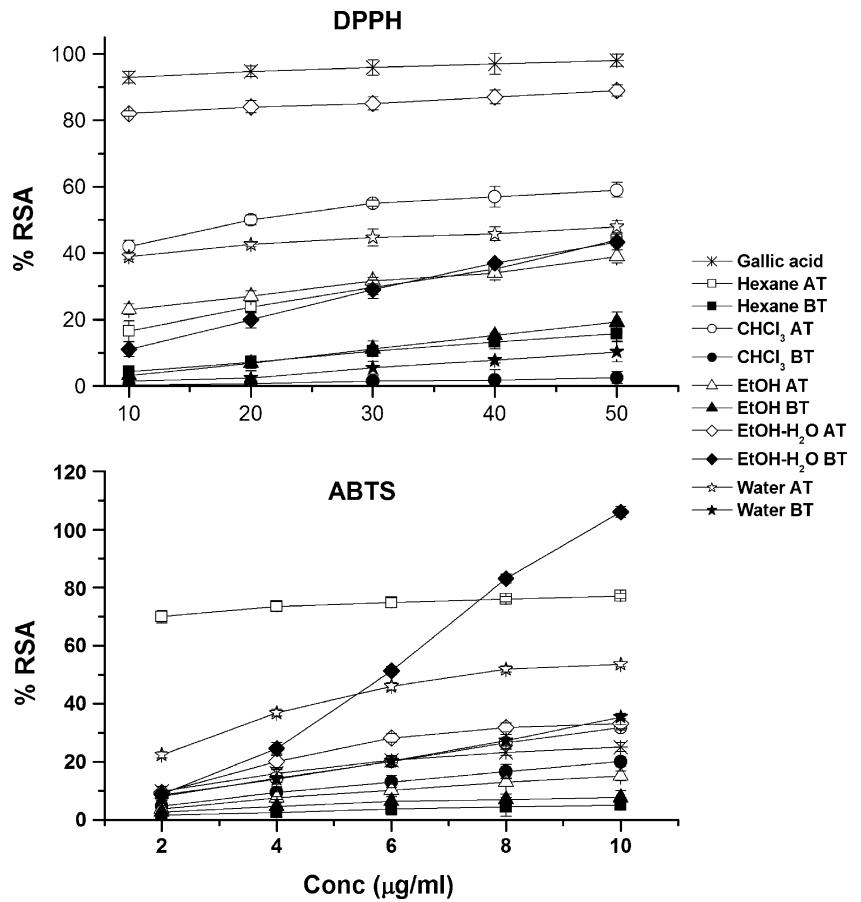 DPPH
100
80
60
40
20
0
% RSA
10 20 30 40 50
Gallic acid
Hexane AT
Hexane BT
CHCl3 AT
CHCl3 BT
EtOH AT
EtOH BT
EtOH-H2O AT
EtOH-H2O BT
Water AT
Water BT
ABTS
120
100
80
60
40
20
0
% RSA
2 4 6 8 10
Conc (μg/ml)